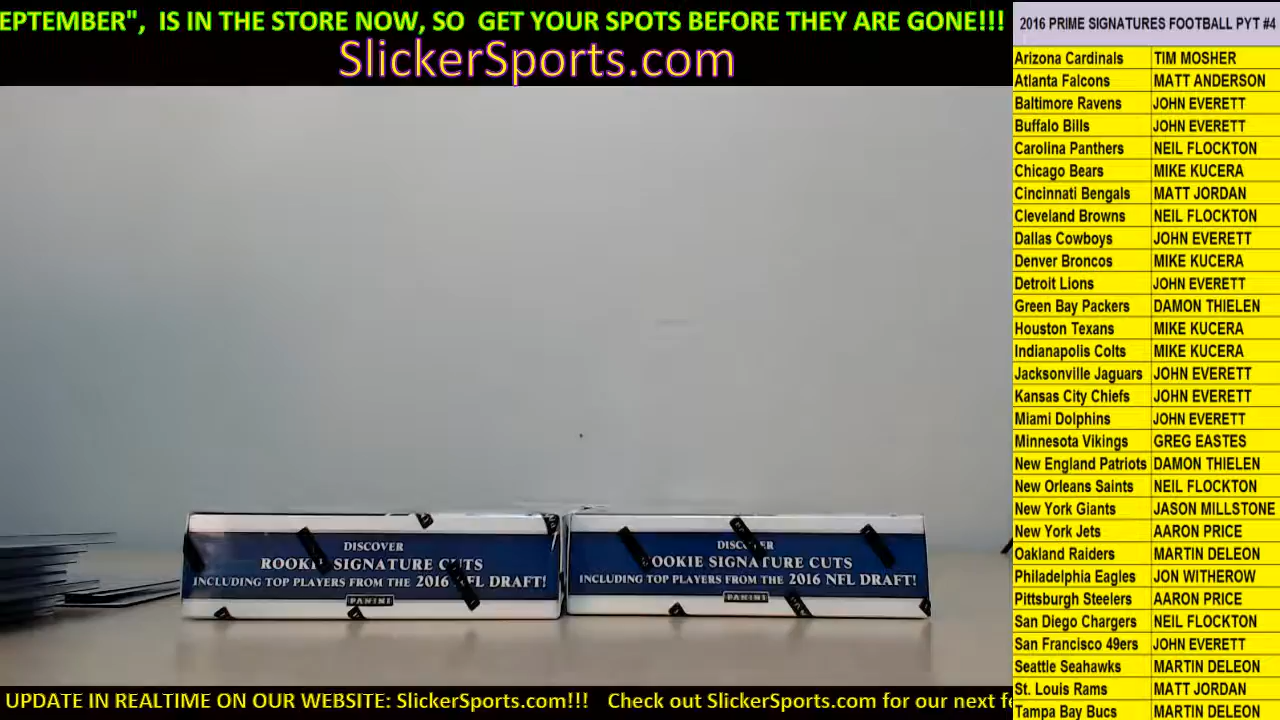 EPTEMBER", IS IN THE STORE NOW, SO GET YOUR SPOTS BEFORE THEY ARE GONE!!!
SlickerSports.com
2016 PRIME SIGNATURES FOOTBALL PYT #4
Arizona Cardinals TIM MOSHER
Atlanta Falcons MATT ANDERSON
Baltimore Ravens JOHN EVERETT
Buffalo Bills JOHN EVERETT
Carolina Panthers NEIL FLOCKTON
Chicago Bears MIKE KUCERA
Cincinnati Bengals MATT JORDAN
Cleveland Browns NEIL FLOCKTON
Dallas Cowboys JOHN EVERETT
Denver Broncos MIKE KUCERA
Detroit Lions JOHN EVERETT
Green Bay Packers DAMON THIELEN
Houston Texans MIKE KUCERA
Indianapolis Colts MIKE KUCERA
Jacksonville Jaguars JOHN EVERETT
Kansas City Chiefs JOHN EVERETT
Miami Dolphins JOHN EVERETT
Minnesota Vikings GREG EASTES
New England Patriots DAMON THIELEN
New Orleans Saints NEIL FLOCKTON
New York Giants JASON MILLSTONE
New York Jets AARON PRICE
Oakland Raiders MARTIN DELEON
Philadelphia Eagles JON WITHEROW
Pittsburgh Steelers AARON PRICE
San Diego Chargers NEIL FLOCKTON
San Francisco 49ers JOHN EVERETT
Seattle Seahawks MARTIN DELEON
St. Louis Rams MATT JORDAN
Tampa Bay Bucs MARTIN DELEON
DISCOVER
ROOKIE SIGNATURE CUTS
INCLUDING TOP PLAYERS FROM THE 2016 NFL DRAFT!
PANINI
DISCOVER
ROOKIE SIGNATURE CUTS
INCLUDING TOP PLAYERS FROM THE 2016 NFL DRAFT!
PANINI
UPDATE IN REALTIME ON OUR WEBSITE: SlickerSports.com!!! Check out SlickerSports.com for our next fe